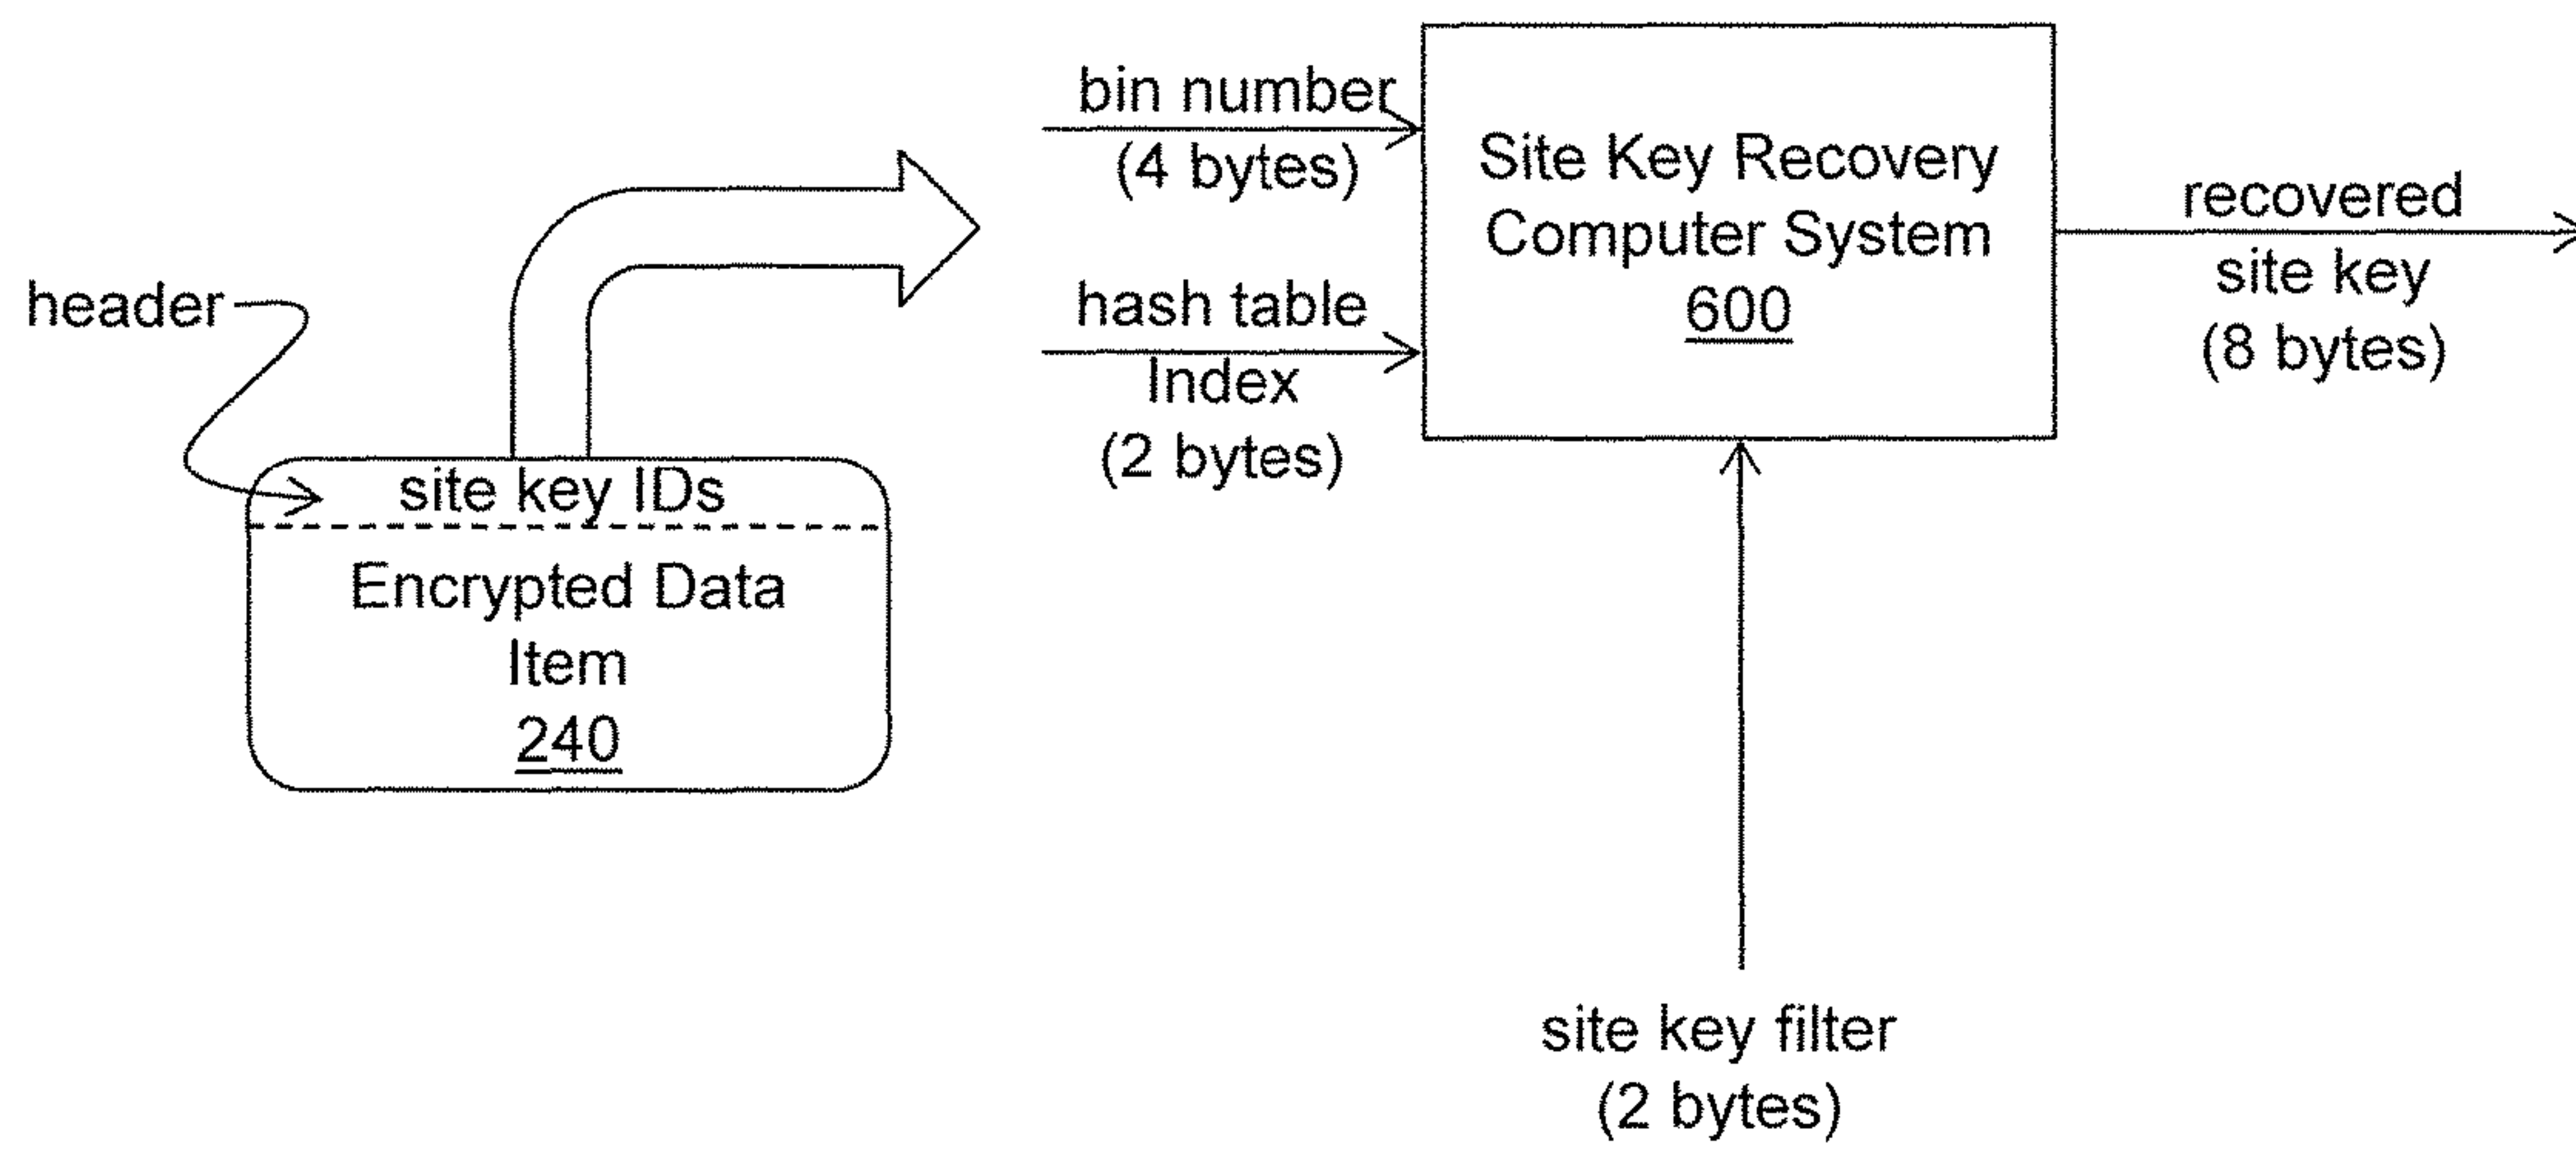 header
site key IDs
Encrypted Data
Item
240
bin number
(4 bytes)
hash table
Index
(2 bytes)
Site Key Recovery
Computer System
600
recovered
site key
(8 bytes)
site key filter
(2 bytes)